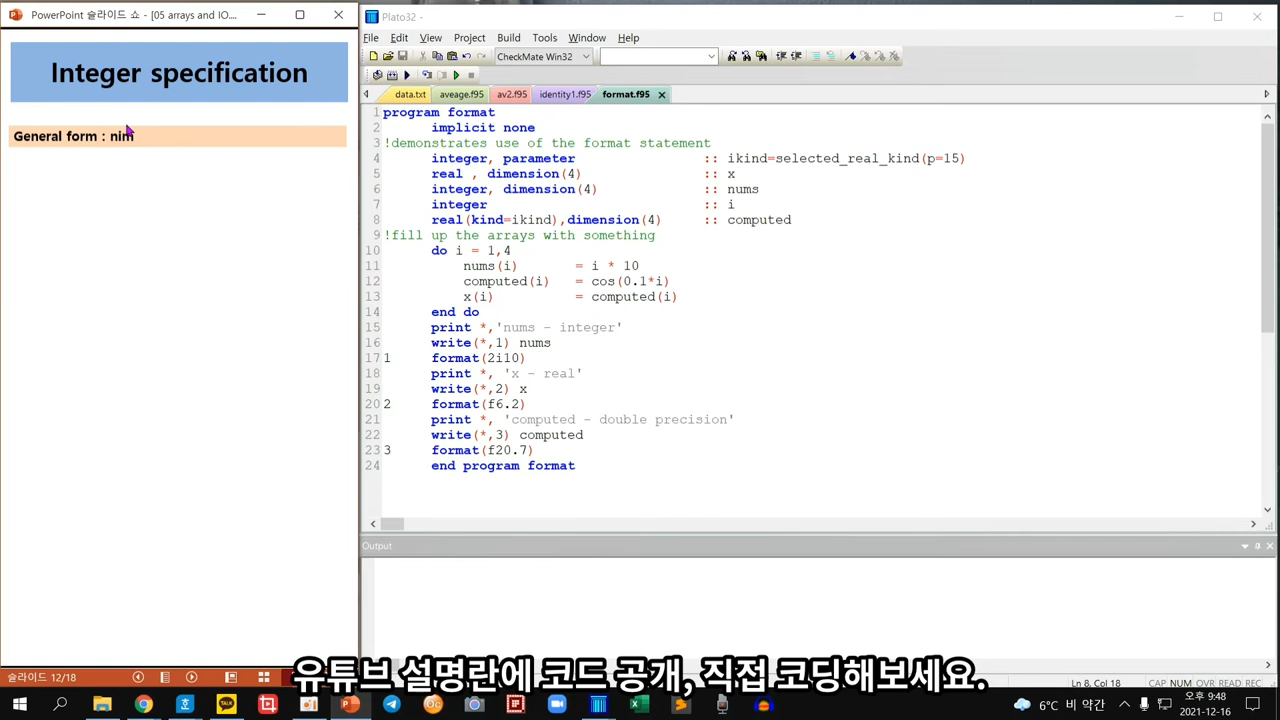 PowerPoint 슬라이드 쇼 - [05 arrays and IO....
Integer specification
General form : nim
슬라이드 12/18
Plato32 -
File Edit View Project Build Tools Window Help
CheckMate Win32
data.txt aveage.f95 av2.f95 identity1.f95 format.f95
1 program format
2 implicit none
3 !demonstrates use of the format statement
4 integer, parameter :: ikind=selected_real_kind(p=15)
5 real , dimension(4) :: x
6 integer, dimension(4) :: nums
7 integer :: i
8 real(kind=ikind),dimension(4) :: computed
9 !fill up the arrays with something
10 do i = 1,4
11 nums(i) = i * 10
12 computed(i) = cos(0.1*i)
13 x(i) = computed(i)
14 end do
15 print *,'nums - integer'
16 write(*,1) nums
17 1 format(2i10)
18 print *, 'x - real'
19 write(*,2) x
20 2 format(f6.2)
21 print *, 'computed - double precision'
22 write(*,3) computed
23 3 format(f20.7)
24 end program format
Output
유튜브 설명란에 코드 공개, 직접 코딩해보세요.
Ln 8, Col 18 CAP NUM OVR READ REC
6°C 비 약간
오후 9:48
2021-12-16